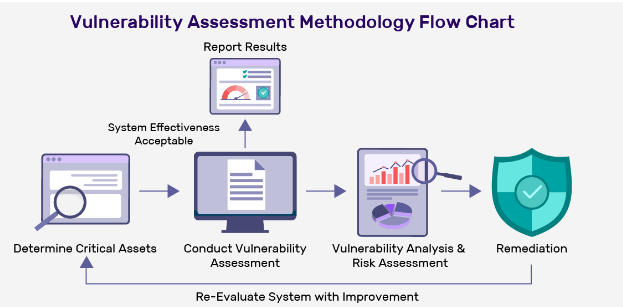 Vulnerability Assessment Methodology Flow Chart
Report Results
System Effectiveness
Acceptable
Determine Critical Assets
Conduct Vulnerability
Assessment
Vulnerability Analysis &
Risk Assessment
Remediation
Re-Evaluate System with Improvement